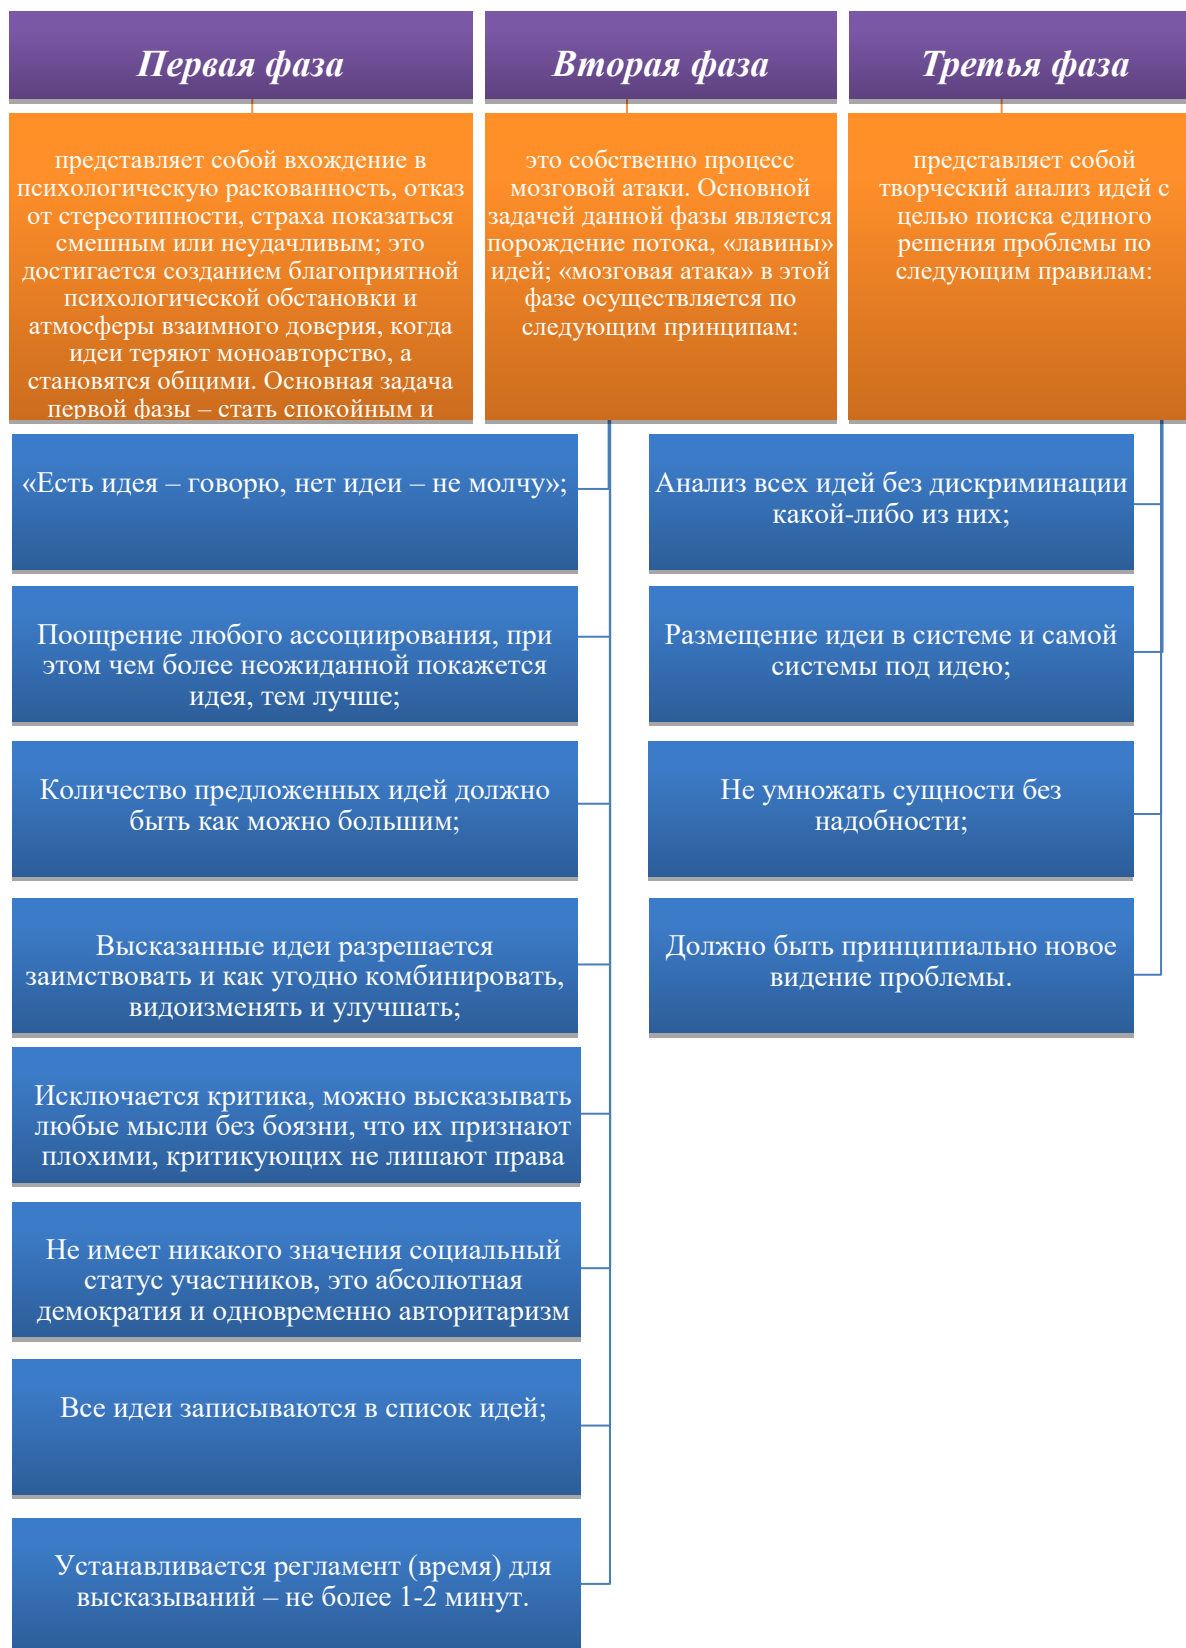 Первая фаза
Вторая фаза
Третья фаза
представляет собой вхождение в
психологическую раскованность, отказ
от стереотипности, страха показаться
смешным или неудачливым; это
достигается созданием благоприятной
психологической обстановки и
атмосферы взаимного доверия, когда
идеи теряют моноавторство, а
становятся общими. Основная задача
первой фазы – стать спокойным и
это собственно процесс
мозговой атаки. Основной
задачей данной фазы является
порождение потока, «лавины»
идей; «мозговая атака» в этой
фазе осуществляется по
следующим принципам:
представляет собой
творческий анализ идей с
целью поиска единого
решения проблемы по
следующим правилам:
«Есть идея – говорю, нет идеи – не молчу»;
Поощрение любого ассоциирования, при
этом чем более неожиданной покажется
идея, тем лучше;
Количество предложенных идей должно
быть как можно большим;
Высказанные идеи разрешается
заимствовать и как угодно комбинировать,
видоизменять и улучшать;
Исключается критика, можно высказывать
любые мысли без боязни, что их признают
плохими, критикующих не лишают права
Не имеет никакого значения социальный
статус участников, это абсолютная
демократия и одновременно авторитаризм
Все идеи записываются в список идей;
Устанавливается регламент (время) для
высказываний – не более 1-2 минут.
Анализ всех идей без дискриминации
какой-либо из них;
Размещение идеи в системе и самой
системы под идею;
Не умножать сущности без
надобности;
Должно быть принципиально новое
видение проблемы.